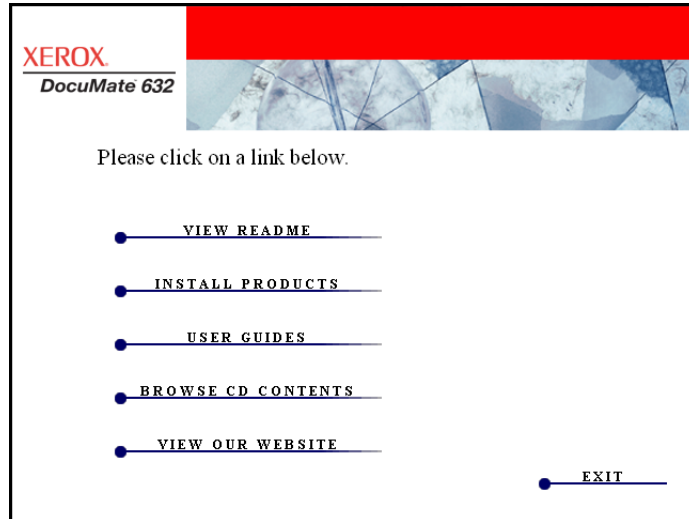 XEROX.
DocuMate 632
Please click on a link below.
VIEW README
INSTALL PRODUCTS
USER GUIDES
BROWSE CD CONTENTS
VIEW OUR WEBSITE
EXIT